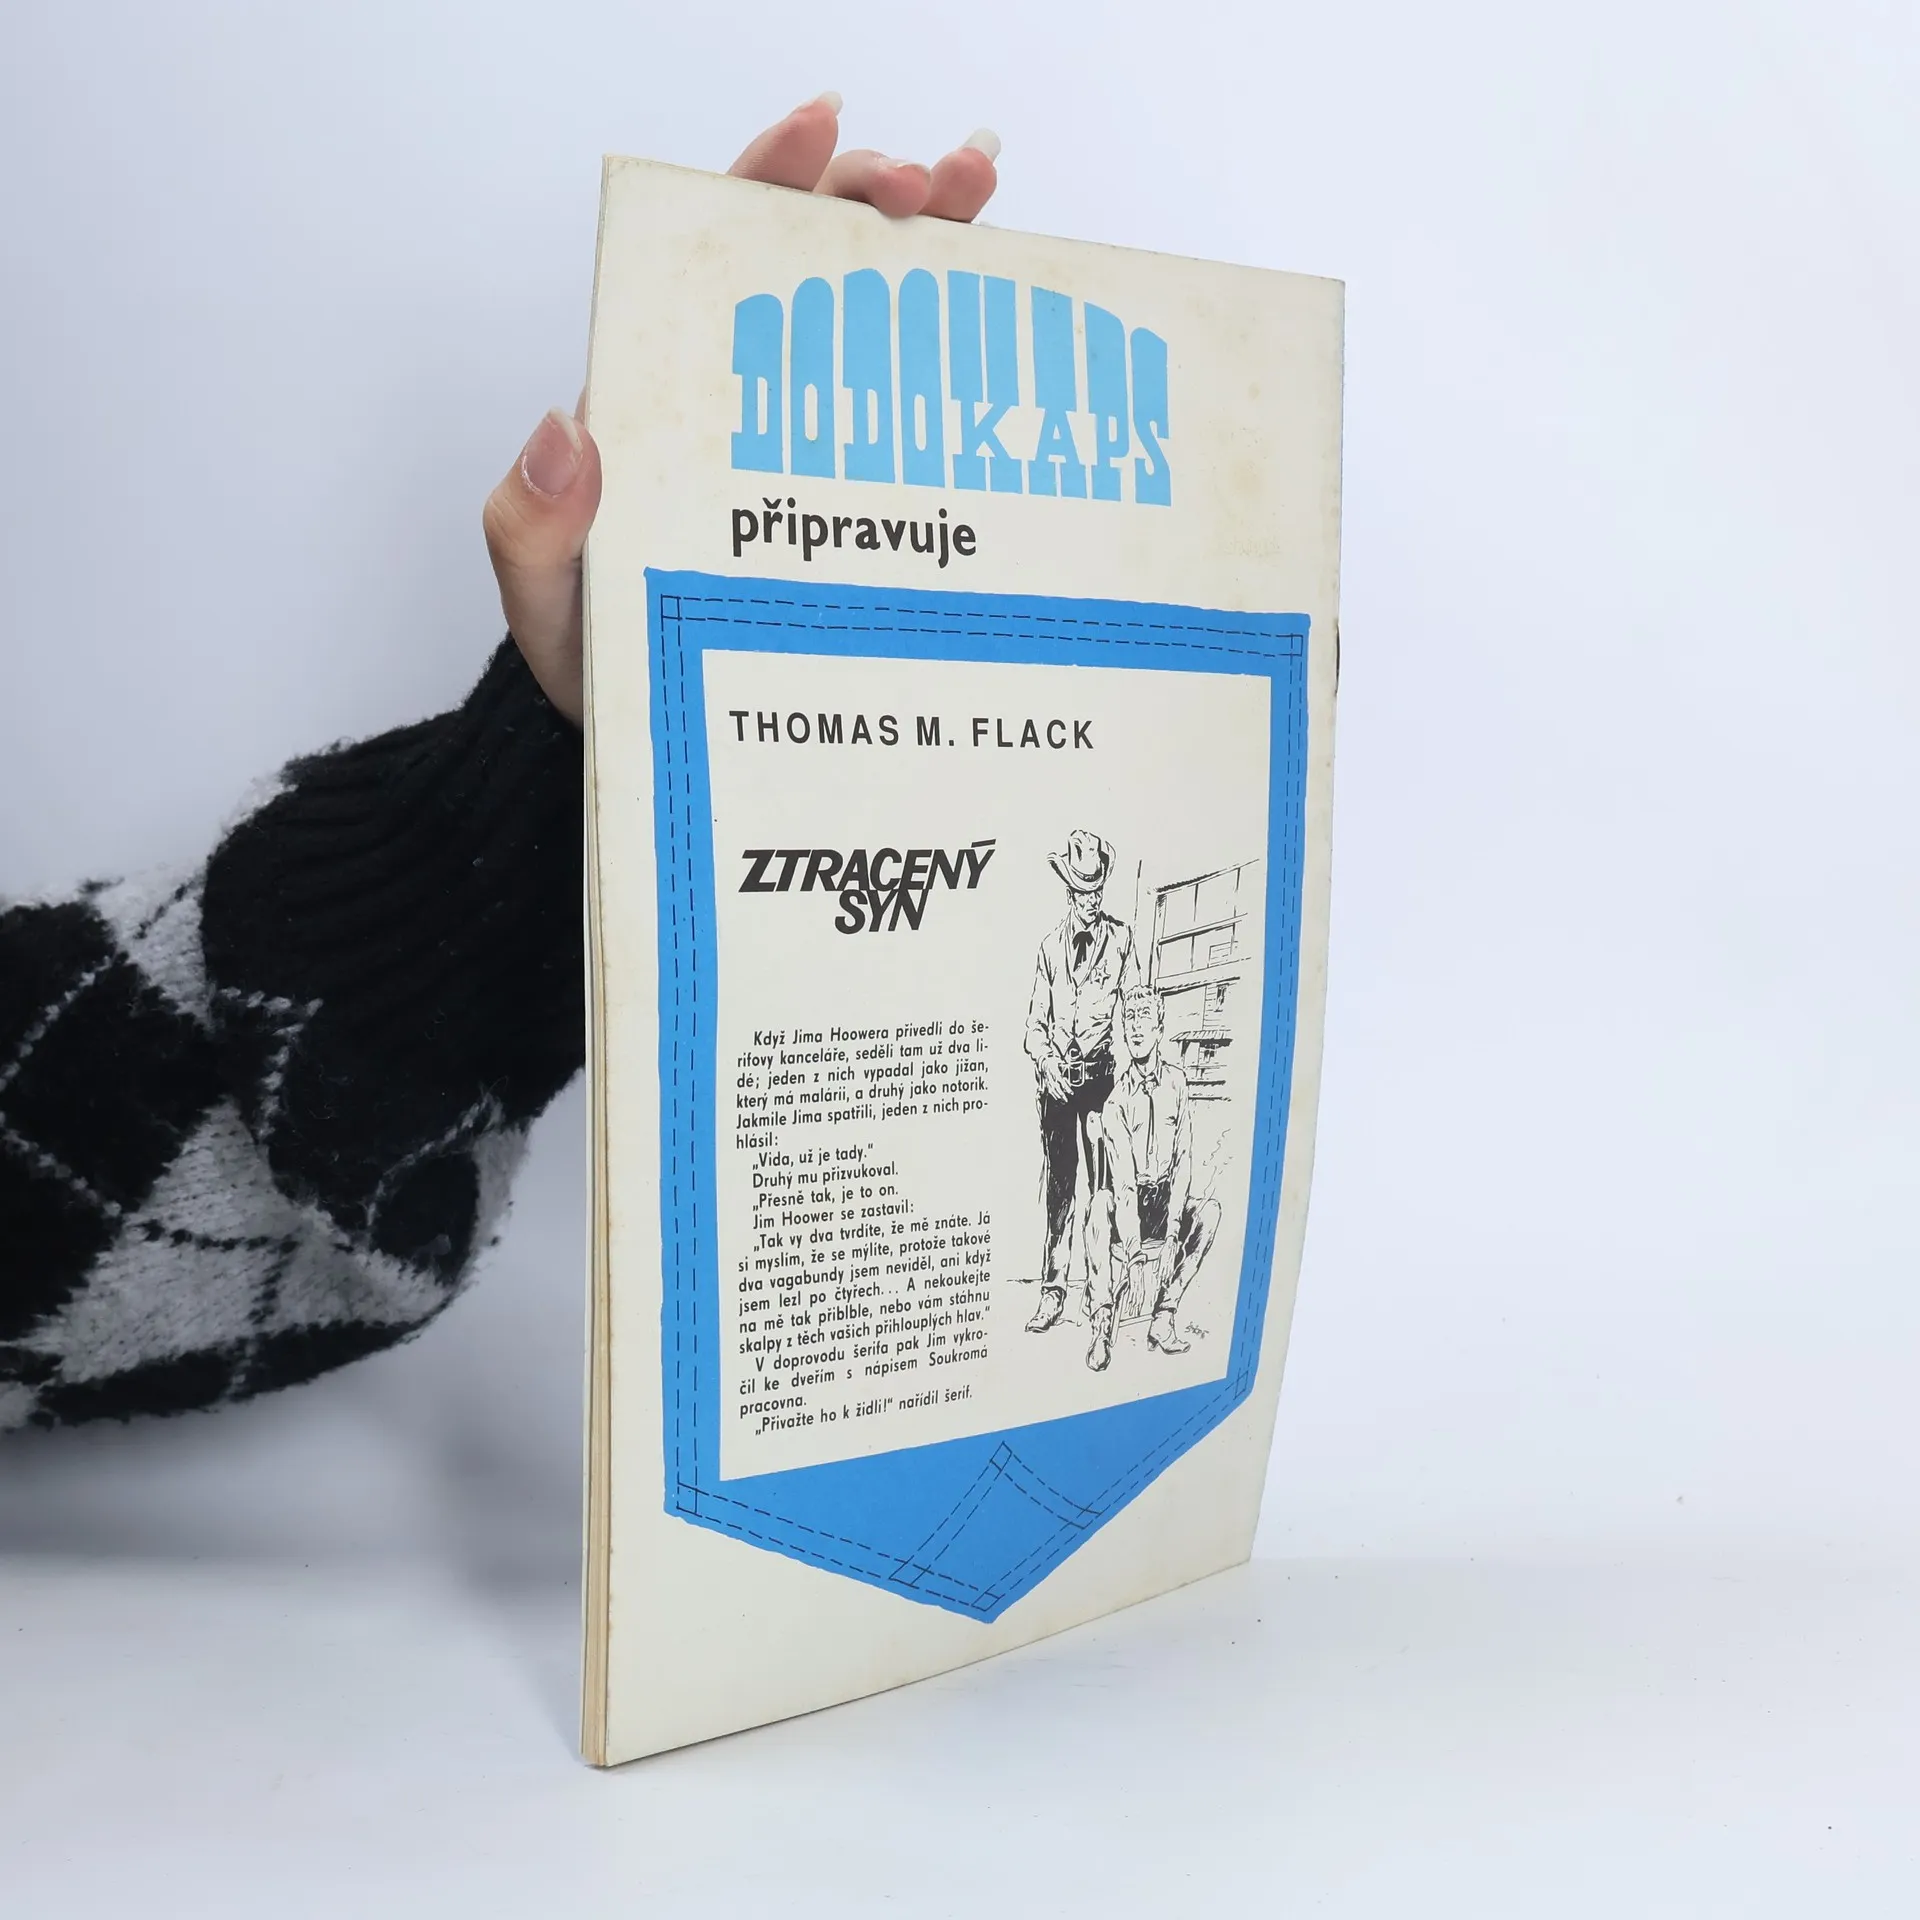 DODOKAPS
připravuje
THOMAS M. FLACK
ZTRACENÝ
SYN
Když Jima Hoowera přivedli do še-
rifovy kanceláře, seděli tam už dva li-
dé; jeden z nich vypadal jako jižan,
který má malárii, a druhý jako notorik.
Jakmile Jima spatřili, jeden z nich pro-
hlásil:
„Vida, už je tady.“
Druhý mu přizvukoval.
„Přesně tak, je to on.
Jim Hoower se zastavil:
„Tak vy dva tvrdíte, že mě znáte. Já
si myslím, že se mýlíte, protože takové
dva vagabundy jsem neviděl, ani když
jsem lezl po čtyřech... A nekoukejte
na mě tak přiblble, nebo vám stáhnu
skalpy z těch vašich přihlouplých hlav.“
V doprovodu šerifa pak Jim vykro-
čil ke dveřím s nápisem Soukromá
pracovna.
„Přivažte ho k židli!“ nařídil šerif.